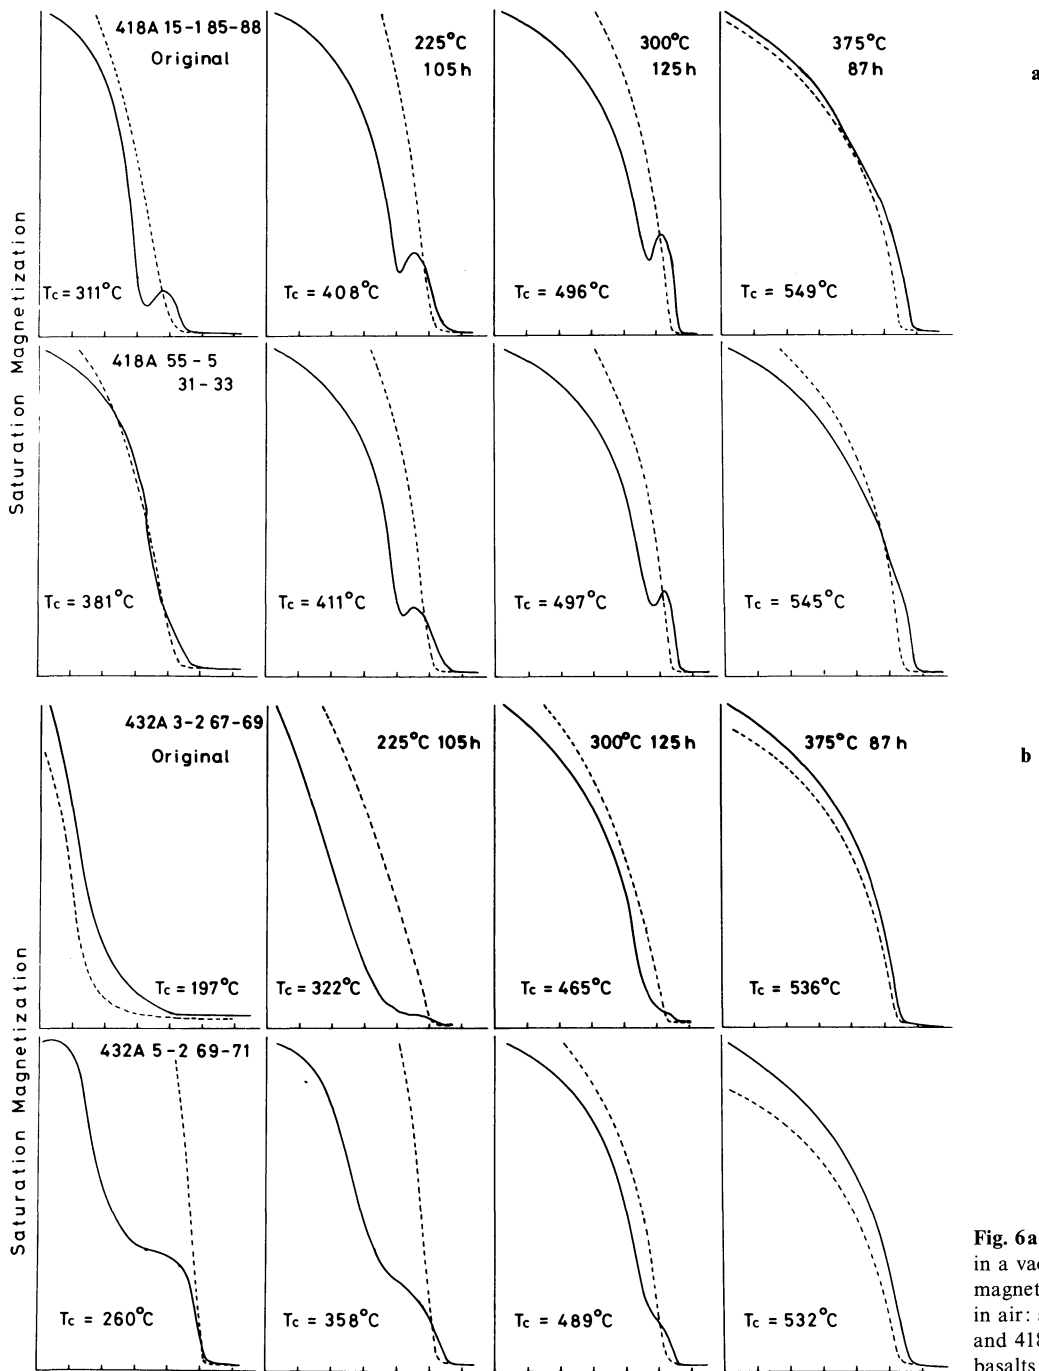 418A 15-1 85-88
Original
225°C
105h
300°C
125h
375°C
87h
a
Tc = 311°C
Tc = 408°C
Tc = 496°C
Tc = 549°C
Saturation Magnetization
418A 55-5
31-33
Tc = 381°C
Tc = 411°C
Tc = 497°C
Tc = 545°C
432A 3-2 67-69
Original
225°C 105h
300°C 125h
375°C 87h
b
Tc = 197°C
Tc = 322°C
Tc = 465°C
Tc = 536°C
Saturation Magnetization
432A 5-2 69-71
Tc = 260°C
Tc = 358°C
Tc = 489°C
Tc = 532°C
Fig. 6a
in a vac
magnet
in air:
and 418
basalts